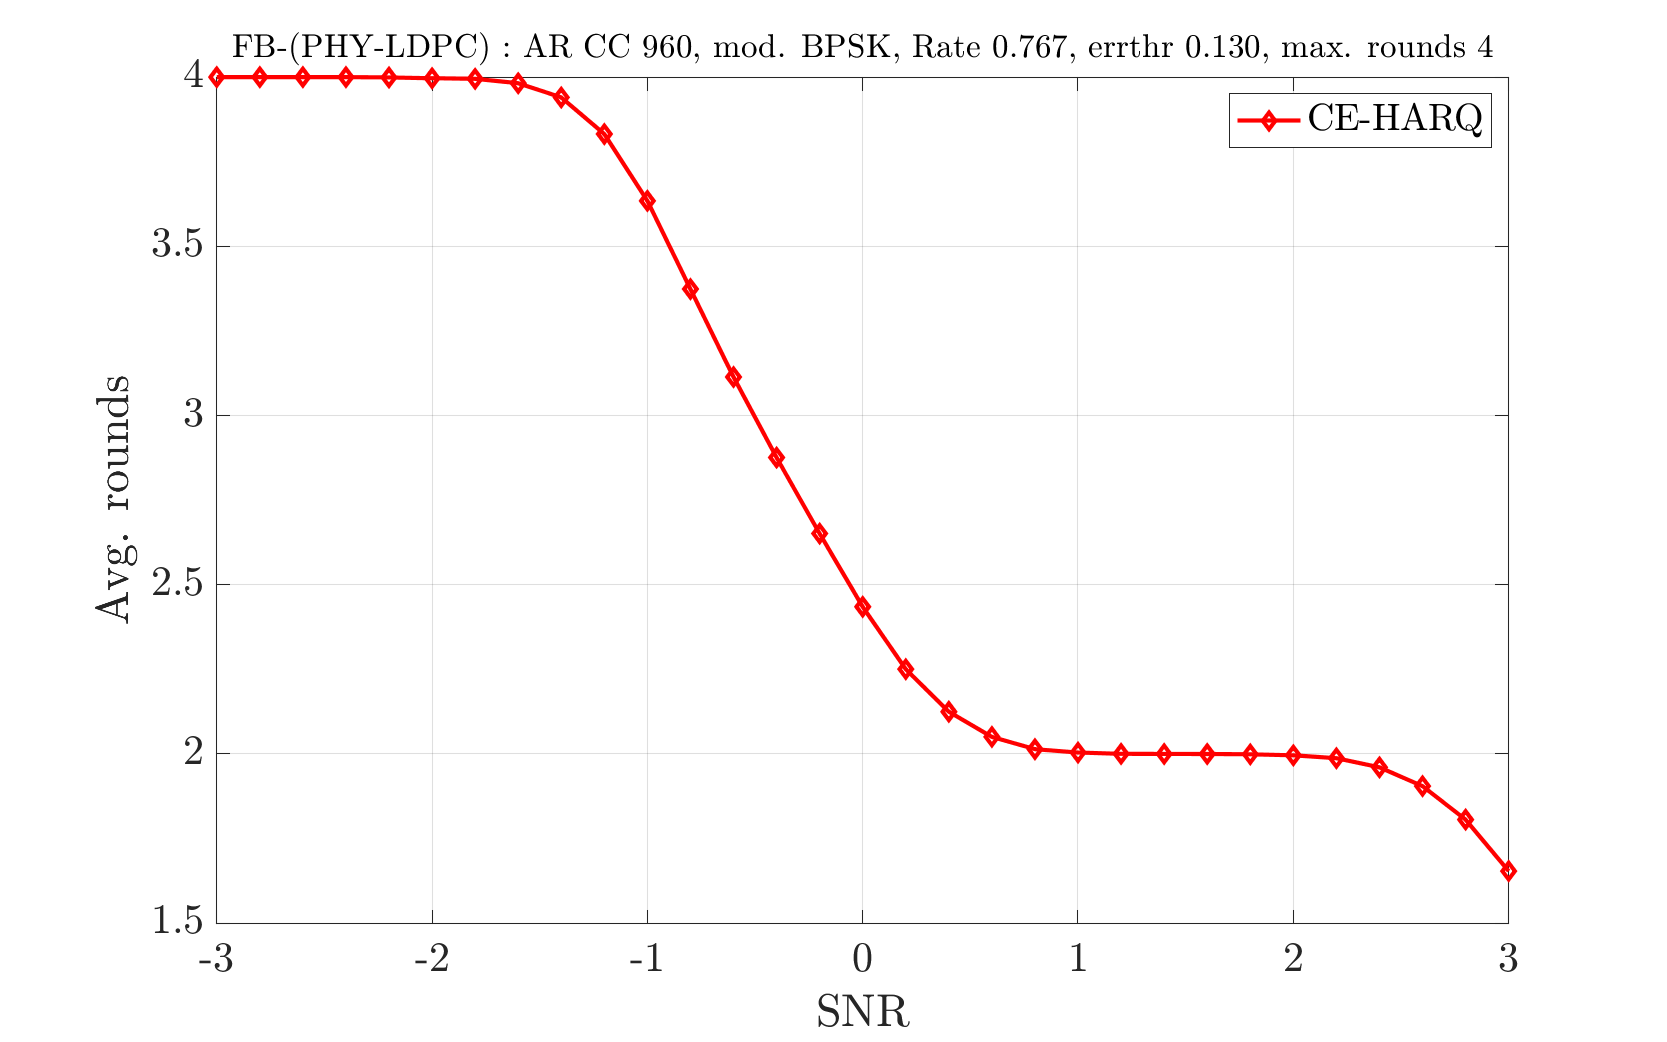 FB-(PHY-LDPC) : AR CC 960, mod. BPSK, Rate 0.767, errthr 0.130, max. rounds 4
CE-HARQ
4
3.5
3
2.5
2
1.5
Avg. rounds
-3 -2 -1 0 1 2 3
SNR